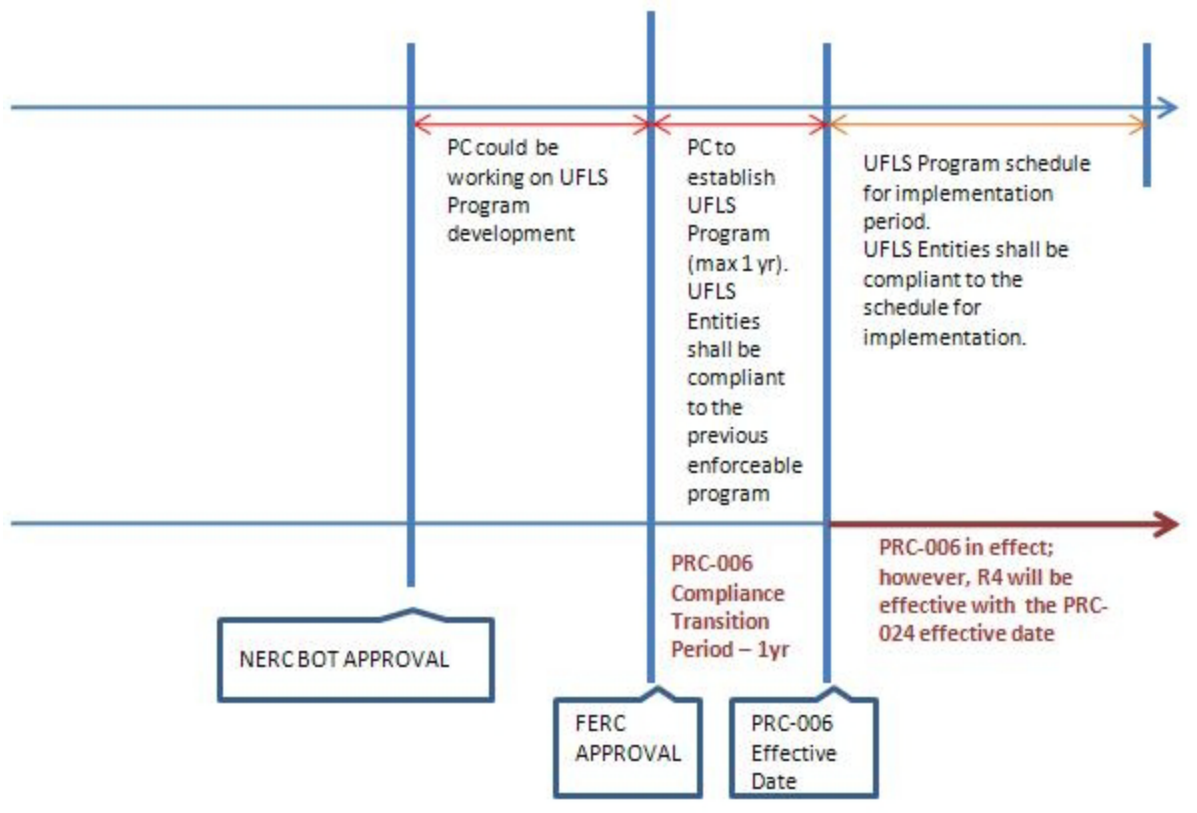 PC could be
working on UFLS
Program
development
PC to
establish
UFLS
Program
(max 1 yr).
UFLS
Entities
shall be
compliant
to the
previous
enforceable
program
UFLS Program schedule
for implementation
period.
UFLS Entities shall be
compliant to the
schedule for
implementation.
PRC-006
Compliance
Transition
Period – 1yr
PRC-006 in effect;
however, R4 will be
effective with the PRC-
024 effective date
NERC BOT APPROVAL
FERC
APPROVAL
PRC-006
Effective
Date